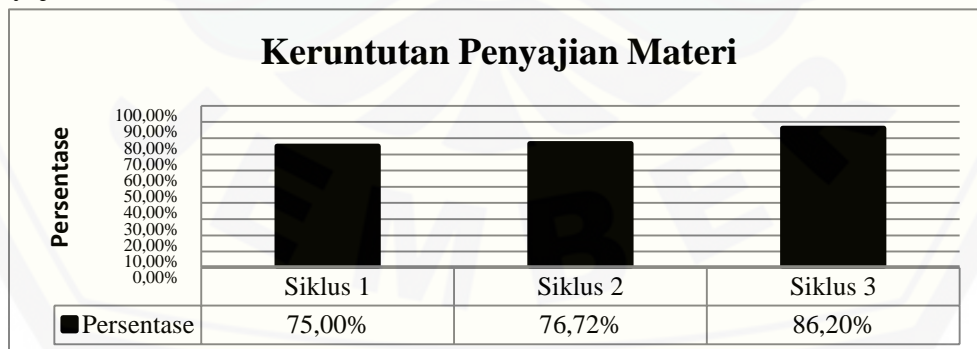 Keruntutan Penyajian Materi
Persentase
100,00%
90,00%
80,00%
70,00%
60,00%
50,00%
40,00%
30,00%
20,00%
10,00%
0,00%
Siklus 1 Siklus 2 Siklus 3
Persentase 75,00% 76,72% 86,20%